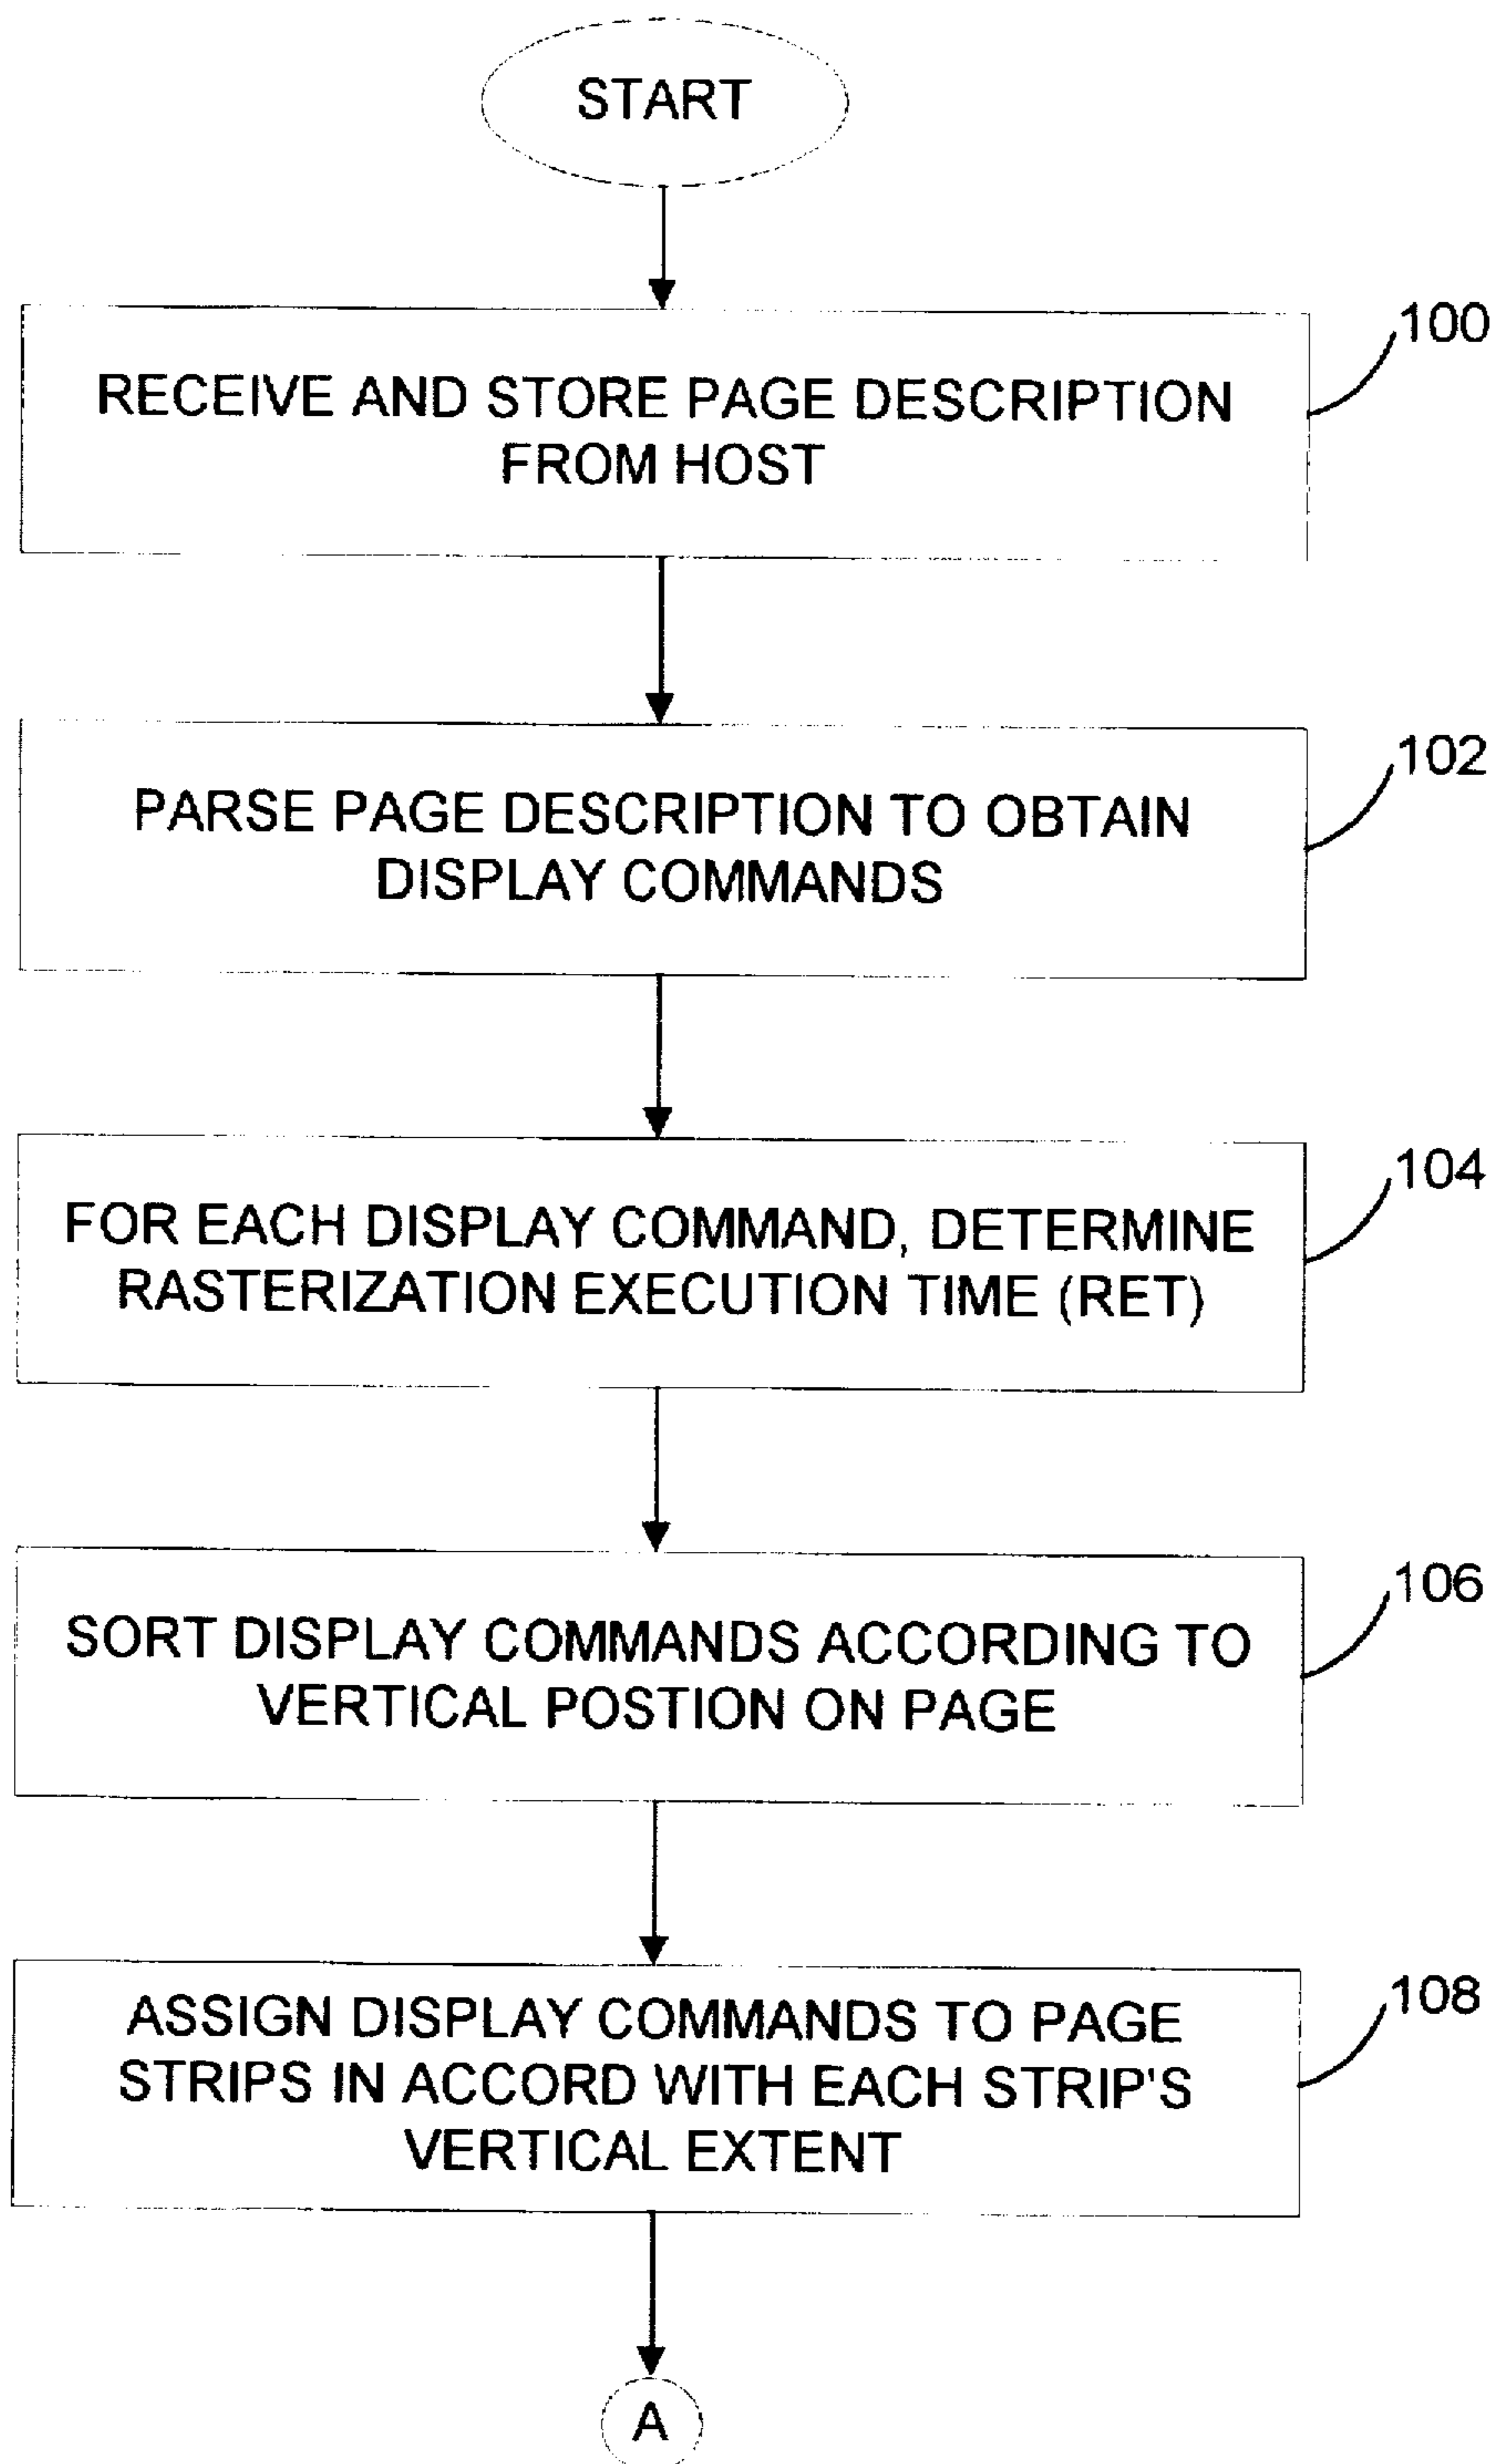 START
100
RECEIVE AND STORE PAGE DESCRIPTION
FROM HOST
102
PARSE PAGE DESCRIPTION TO OBTAIN
DISPLAY COMMANDS
104
FOR EACH DISPLAY COMMAND, DETERMINE
RASTERIZATION EXECUTION TIME (RET)
106
SORT DISPLAY COMMANDS ACCORDING TO
VERTICAL POSTION ON PAGE
108
ASSIGN DISPLAY COMMANDS TO PAGE
STRIPS IN ACCORD WITH EACH STRIP'S
VERTICAL EXTENT
A